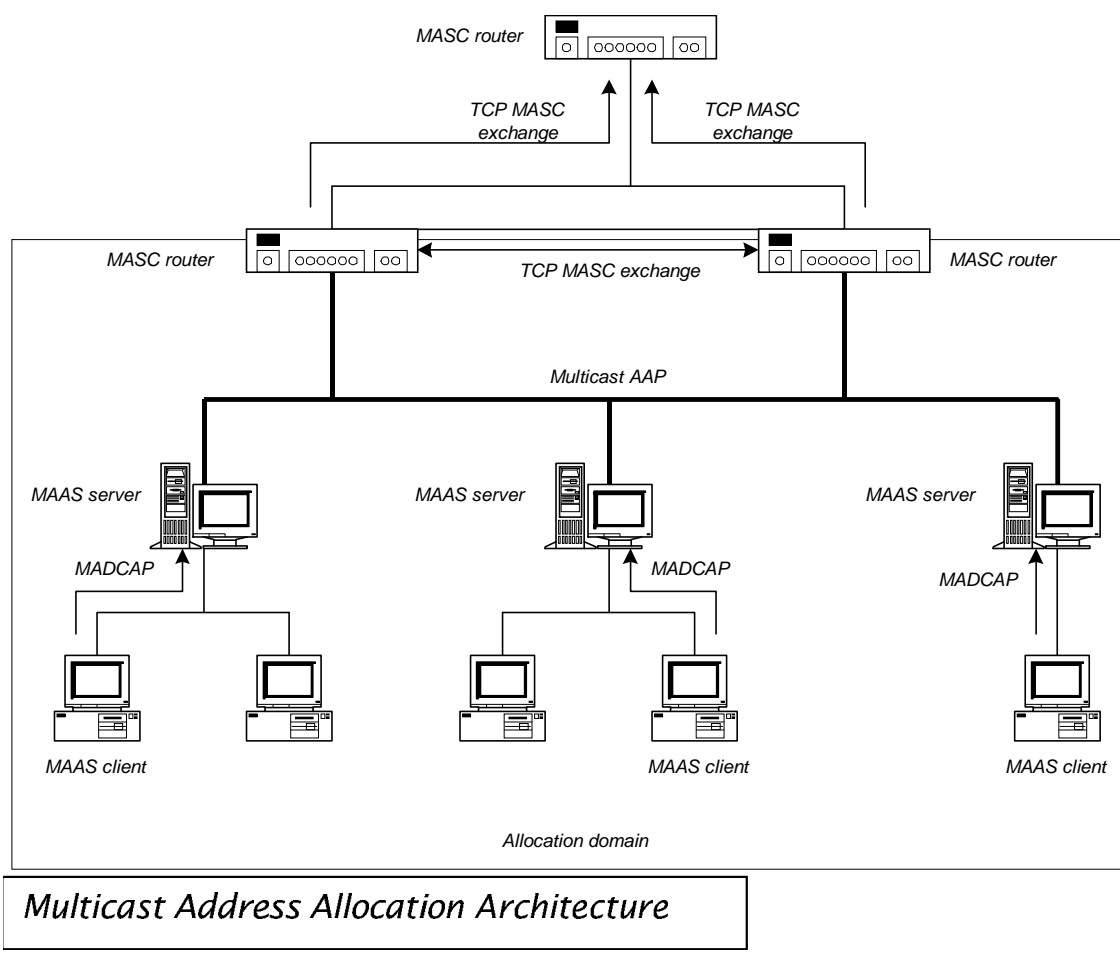 MASC router
TCP MASC
exchange
TCP MASC
exchange
MASC router
TCP MASC exchange
MASC router
Multicast AAP
MAAS server
MAAS server
MAAS server
MADCAP
MADCAP
MADCAP
MAAS client
MAAS client
MAAS client
Allocation domain
Multicast Address Allocation Architecture